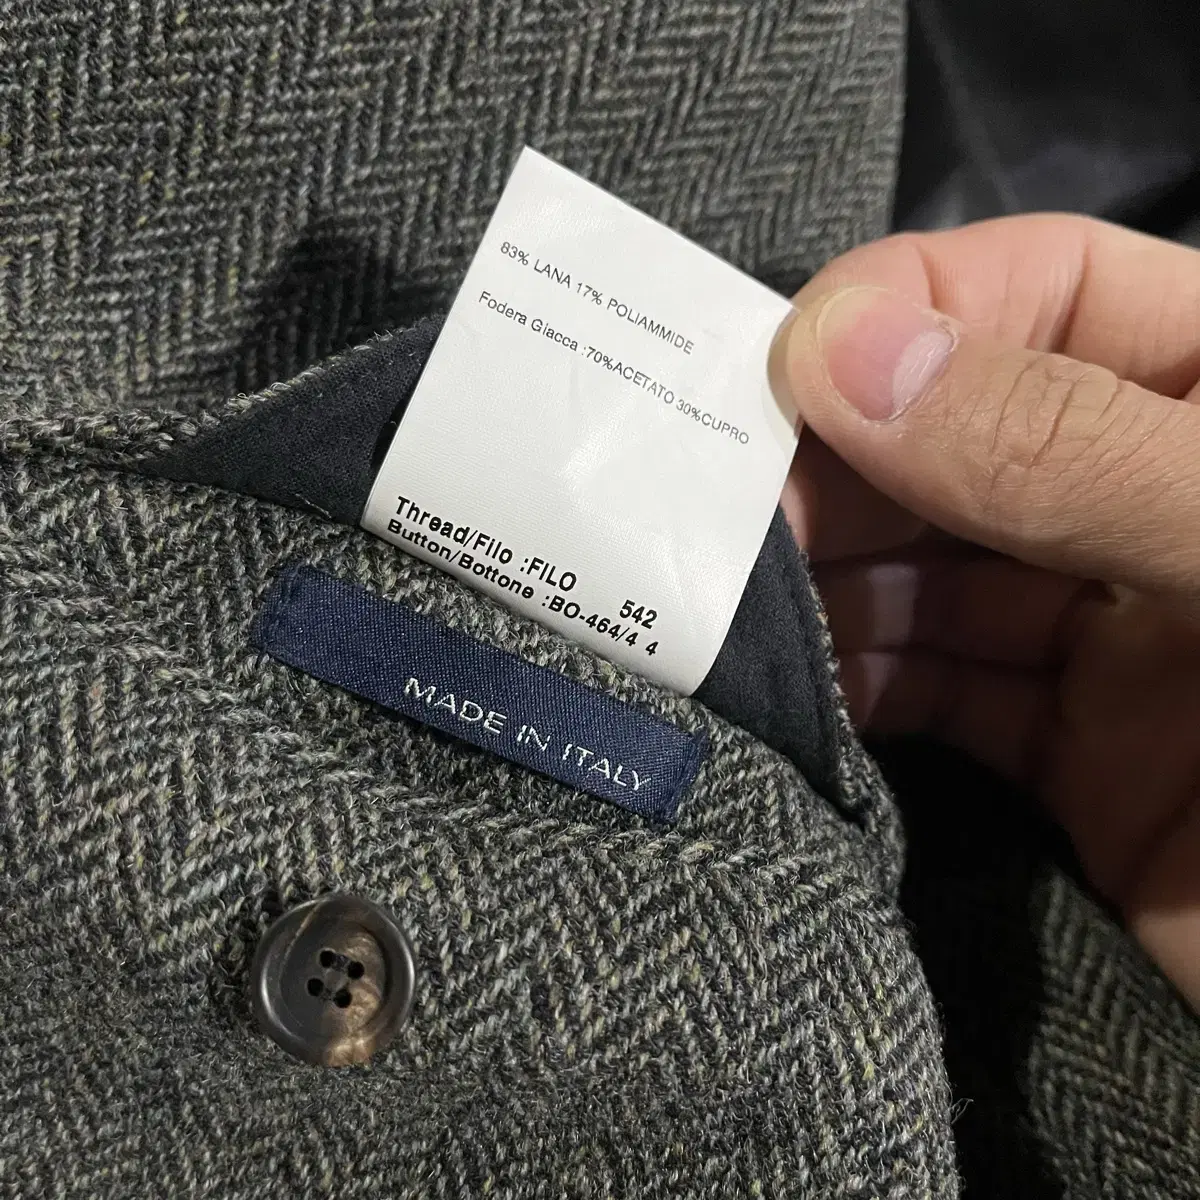 83% LANA 17% POLIAMMIDE
Fodera Giacca :70%ACETATO 30%CUPRO
Thread/Filo :FILO 542
Button/Bottone :BO-464/4 4
MADE IN ITALY